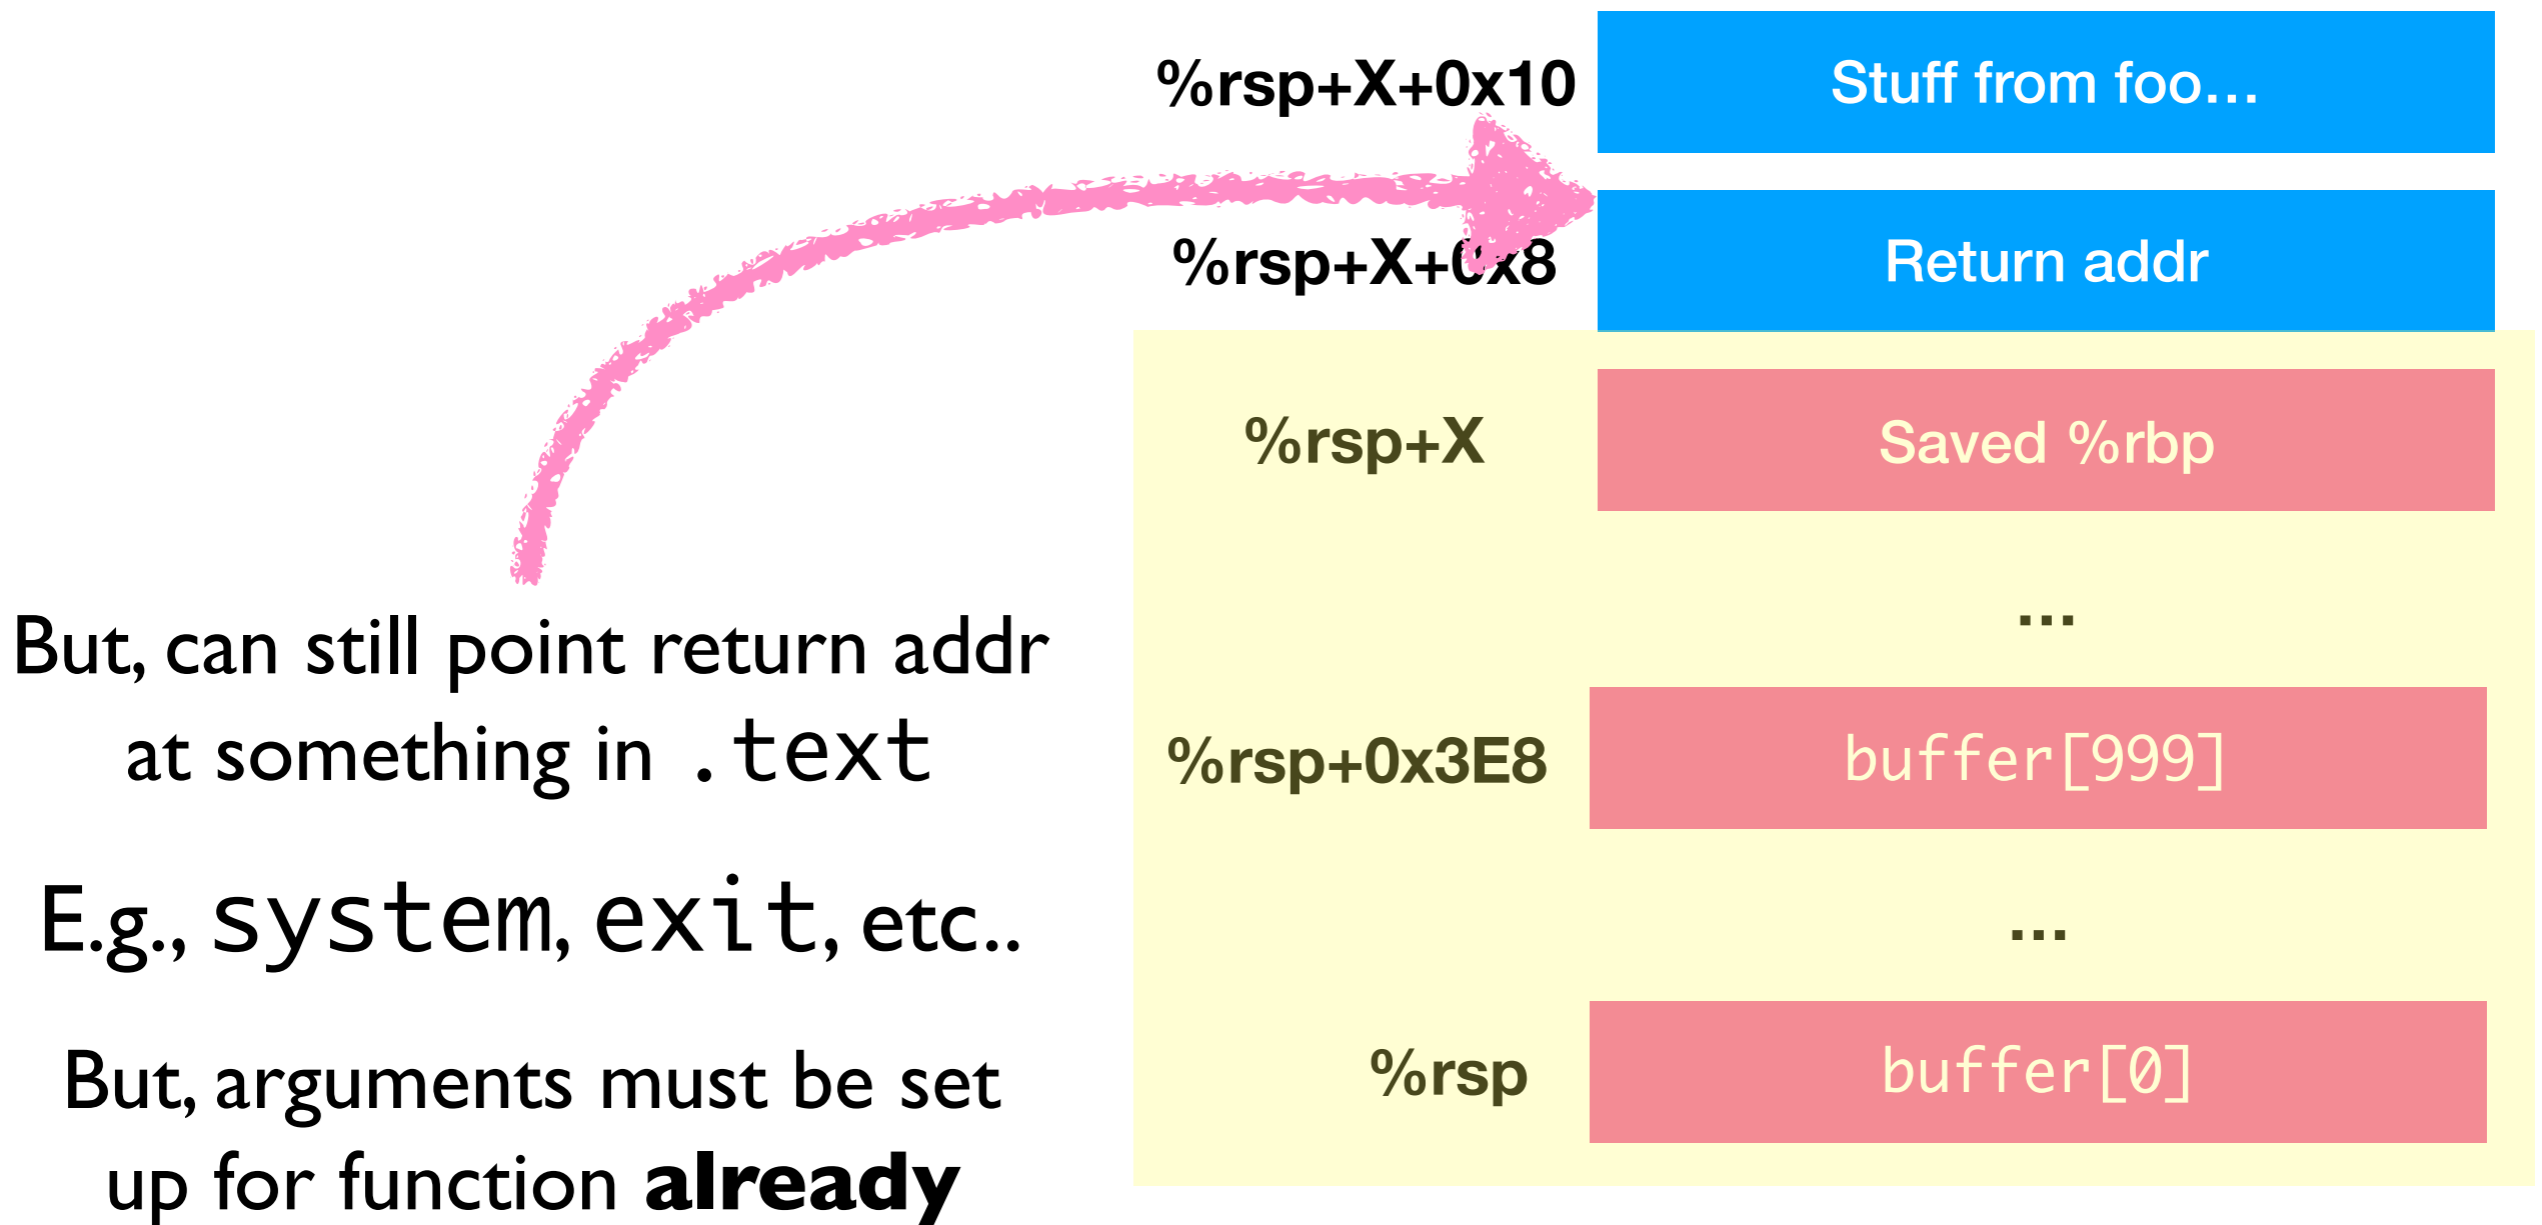 %rsp+X+0x10 Stuff from foo…
%rsp+X+0x8 Return addr
%rsp+X Saved %rbp
…
But, can still point return addr
at something in .text
%rsp+0x3E8 buffer[999]
E.g., system, exit, etc..
…
%rsp buffer[0]
But, arguments must be set
up for function already